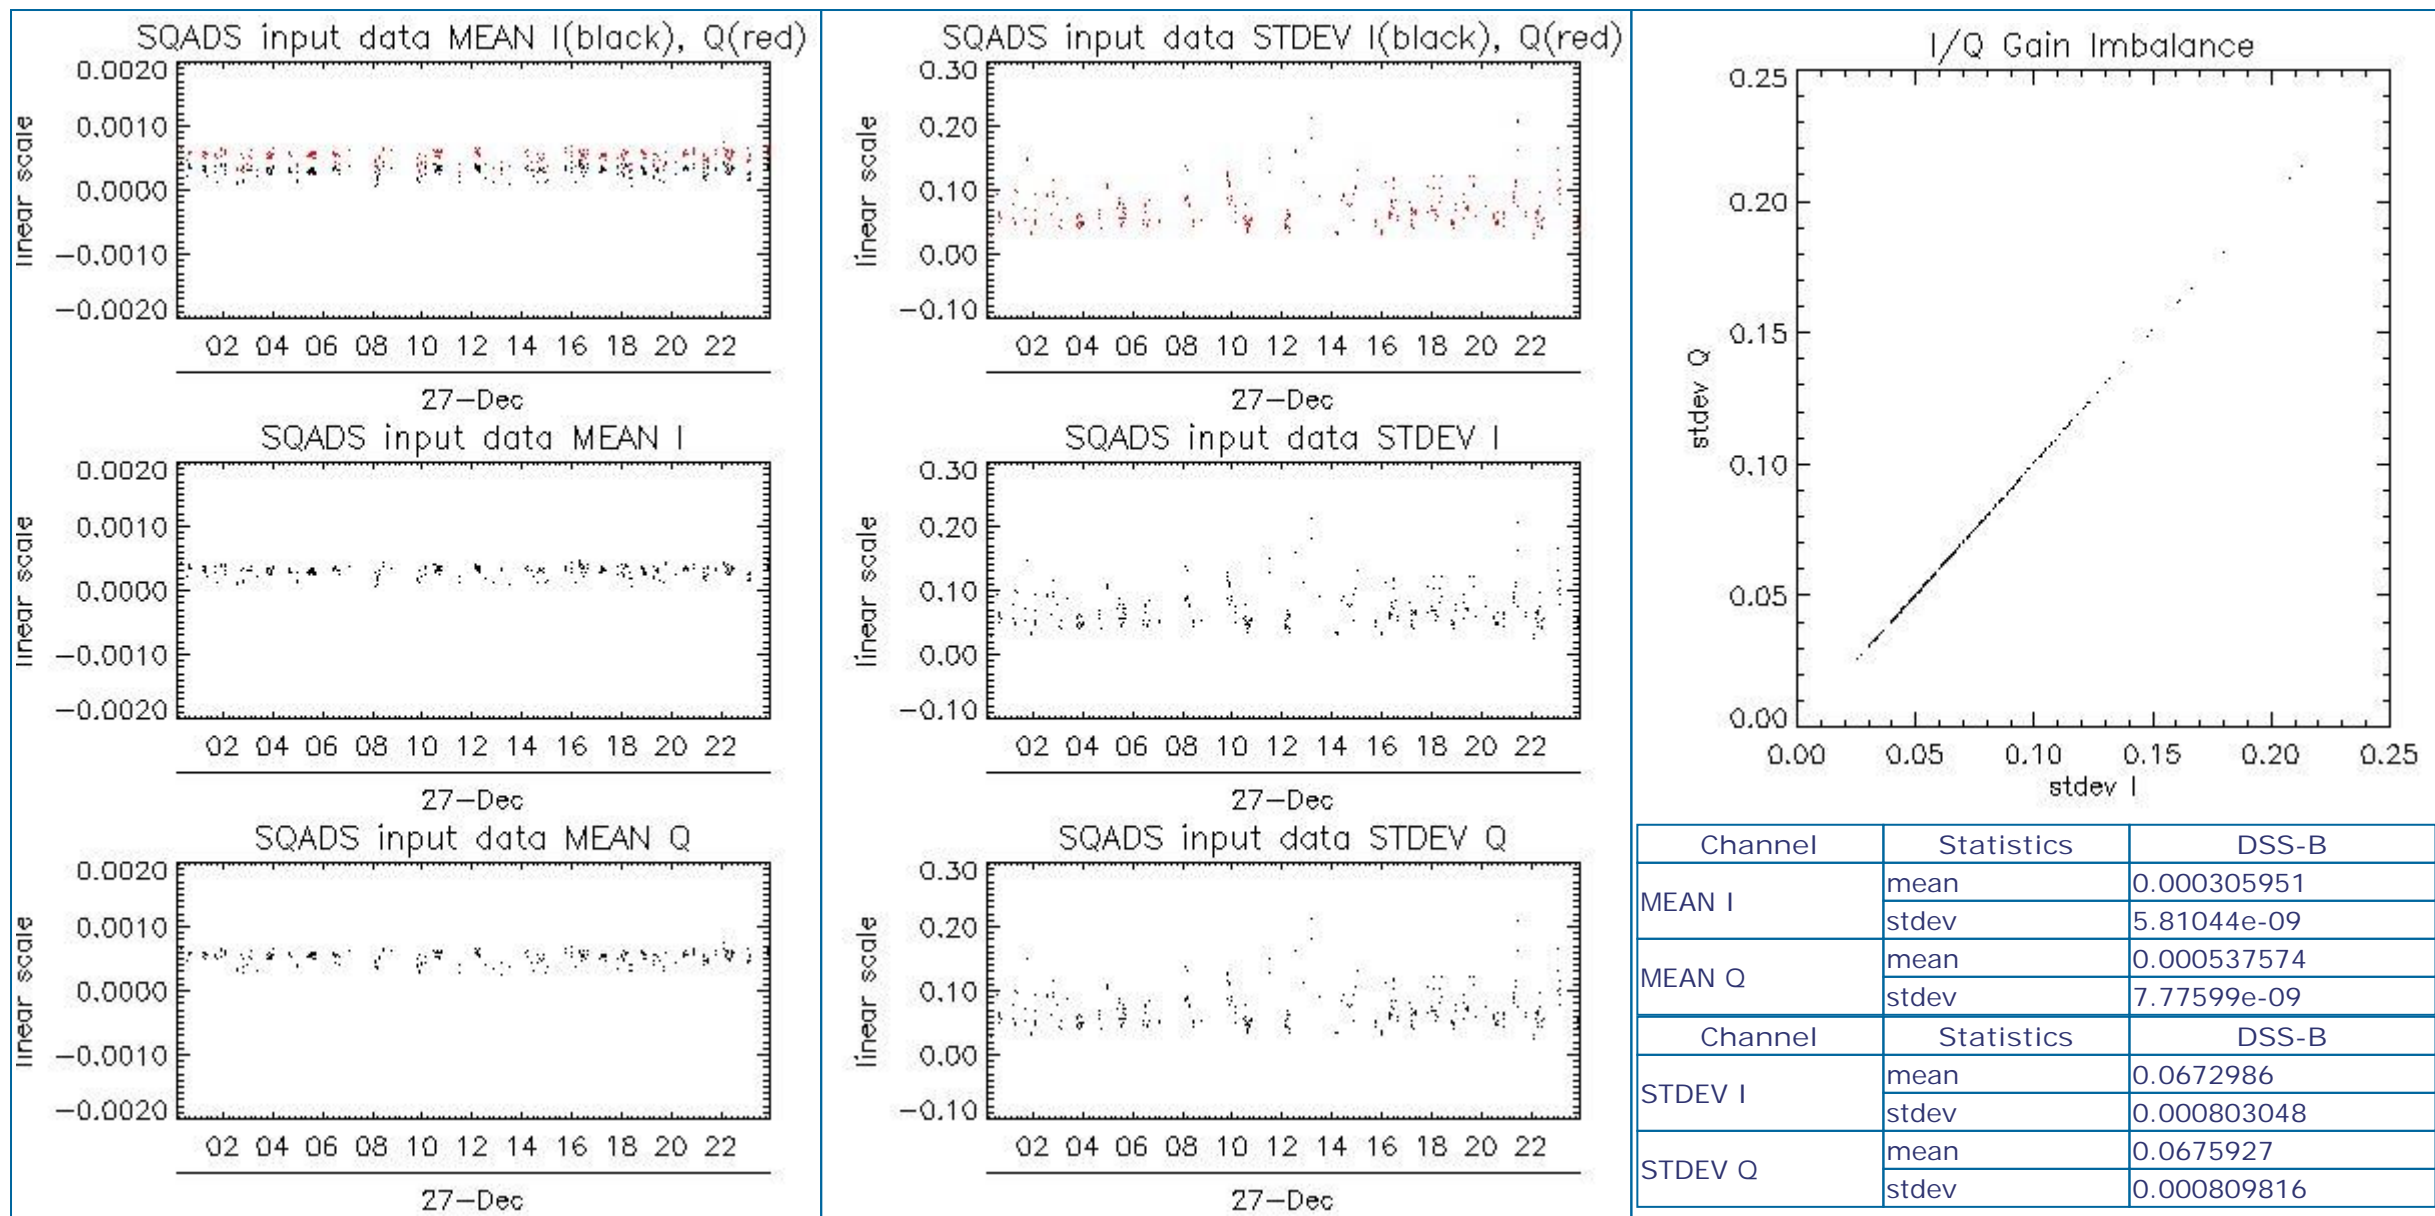 SQADS input data MEAN I(black), Q(red)
0.0020
0.0010
0.0000
−0.0010
−0.0020
linear scale
02 04 06 08 10 12 14 16 18 20 22
27−Dec
SQADS input data MEAN I
0.0020
0.0010
0.0000
−0.0010
−0.0020
linear scale
02 04 06 08 10 12 14 16 18 20 22
27−Dec
SQADS input data MEAN Q
0.0020
0.0010
0.0000
−0.0010
−0.0020
linear scale
02 04 06 08 10 12 14 16 18 20 22
27−Dec
SQADS input data STDEV I(black), Q(red)
0.30
0.20
0.10
0.00
−0.10
linear scale
02 04 06 08 10 12 14 16 18 20 22
27−Dec
SQADS input data STDEV I
0.30
0.20
0.10
0.00
−0.10
linear scale
02 04 06 08 10 12 14 16 18 20 22
27−Dec
SQADS input data STDEV Q
0.30
0.20
0.10
0.00
−0.10
linear scale
02 04 06 08 10 12 14 16 18 20 22
27−Dec
I/Q Gain Imbalance
0.25
0.20
0.15
0.10
0.05
0.00
stdev Q
0.00 0.05 0.10 0.15 0.20 0.25
stdev I
Channel Statistics DSS-B
MEAN I mean 0.000305951
stdev 5.81044e-09
MEAN Q mean 0.000537574
stdev 7.77599e-09
Channel Statistics DSS-B
STDEV I mean 0.0672986
stdev 0.000803048
STDEV Q mean 0.0675927
stdev 0.000809816